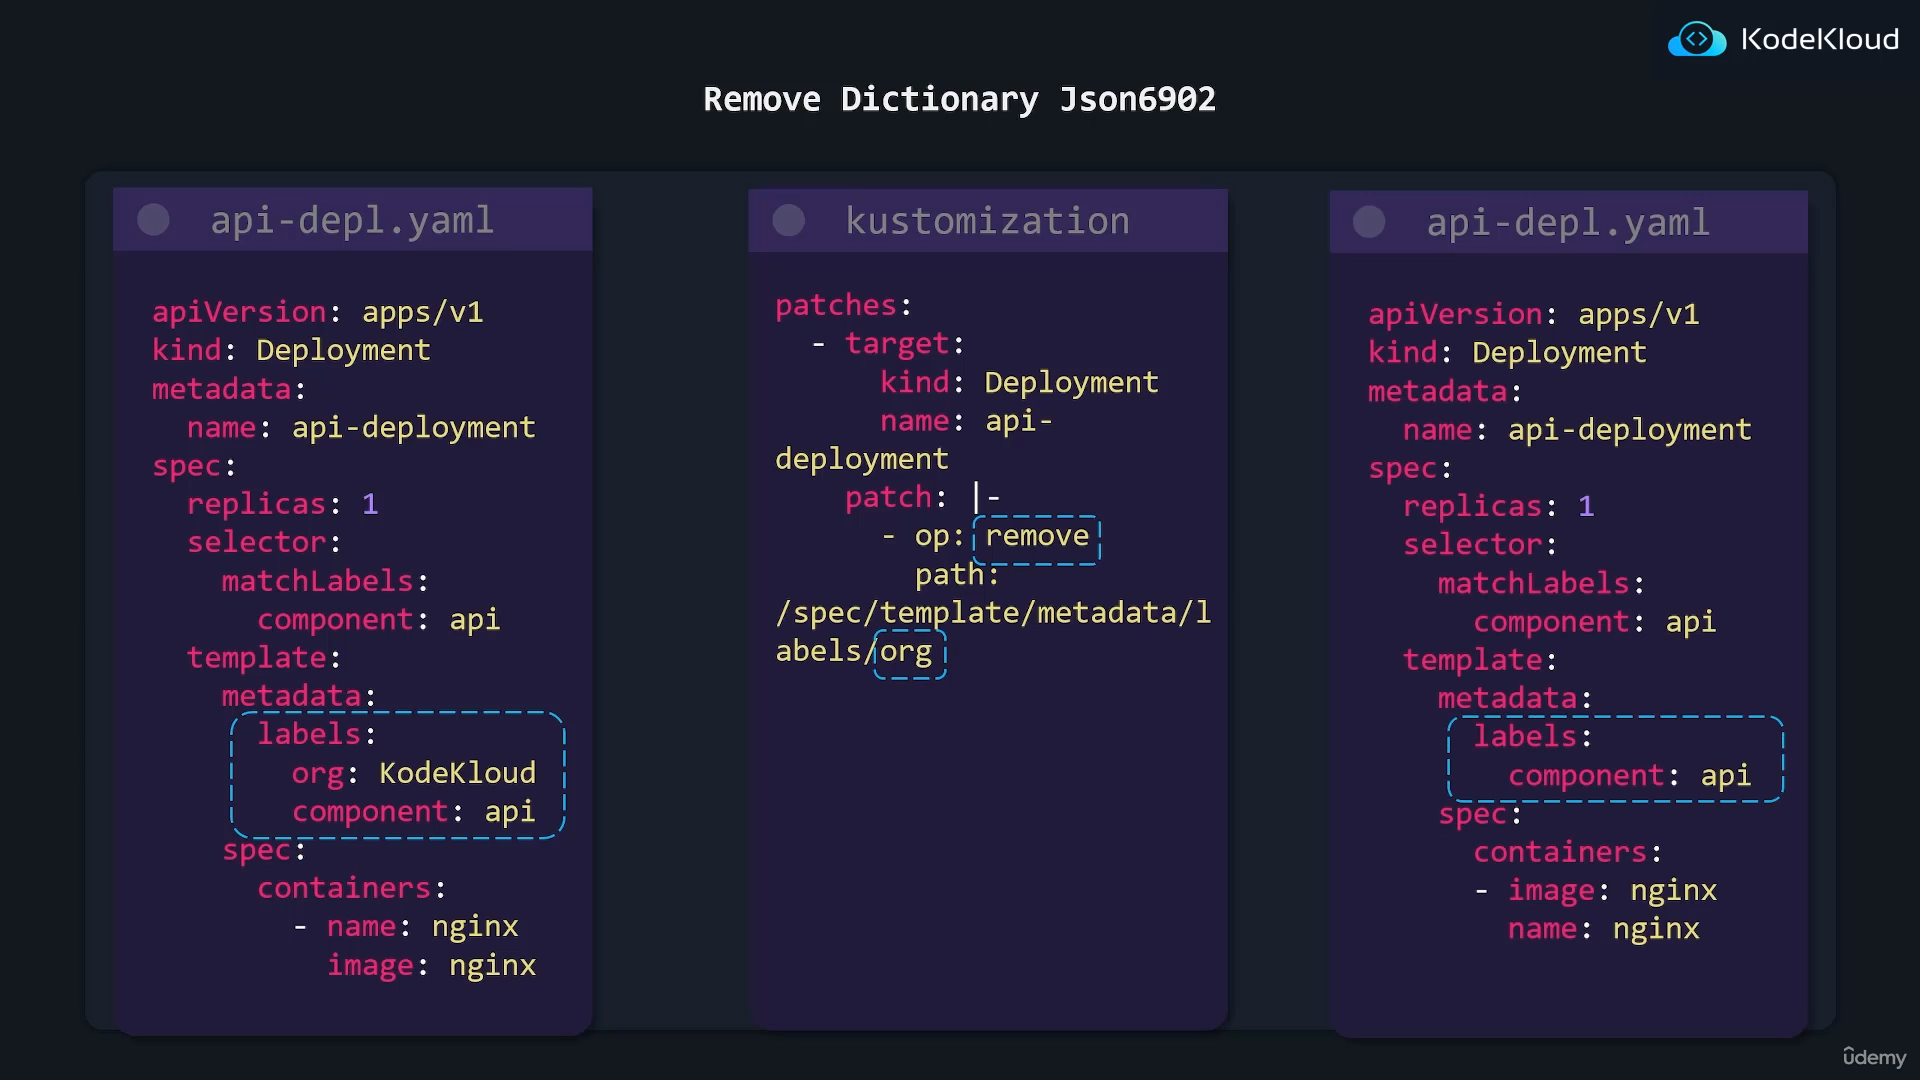 KodeKloud
Remove Dictionary Json6902
api-depl.yaml
apiVersion: apps/v1
kind: Deployment
metadata:
  name: api-deployment
spec:
  replicas: 1
  selector:
    matchLabels:
      component: api
  template:
    metadata:
      labels:
        org: KodeKloud
        component: api
    spec:
      containers:
        - name: nginx
          image: nginx
kustomization
patches:
  - target:
      kind: Deployment
      name: api-
deployment
    patch: |-
      - op: remove
        path:
/spec/template/metadata/l
abels/org
api-depl.yaml
apiVersion: apps/v1
kind: Deployment
metadata:
  name: api-deployment
spec:
  replicas: 1
  selector:
    matchLabels:
      component: api
  template:
    metadata:
      labels:
        component: api
    spec:
      containers:
      - image: nginx
        name: nginx
ûdemy